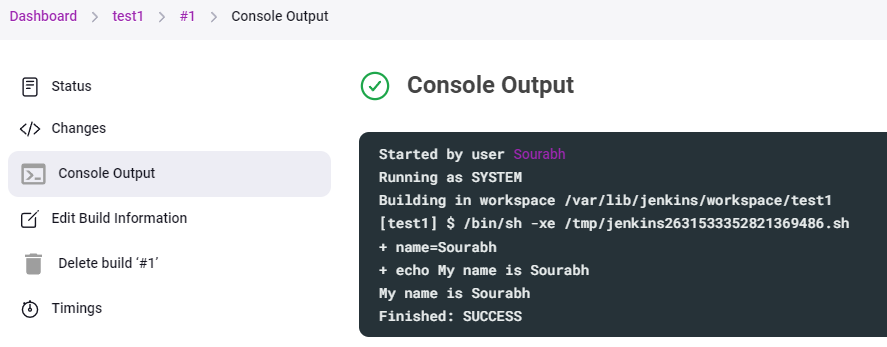 Dashboard > test1 > #1 > Console Output
Status
Changes
Console Output
Edit Build Information
Delete build ‘#1’
Timings
Console Output
Started by user Sourabh
Running as SYSTEM
Building in workspace /var/lib/jenkins/workspace/test1
[test1] $ /bin/sh -xe /tmp/jenkins2631533352821369486.sh
+ name=Sourabh
+ echo My name is Sourabh
My name is Sourabh
Finished: SUCCESS